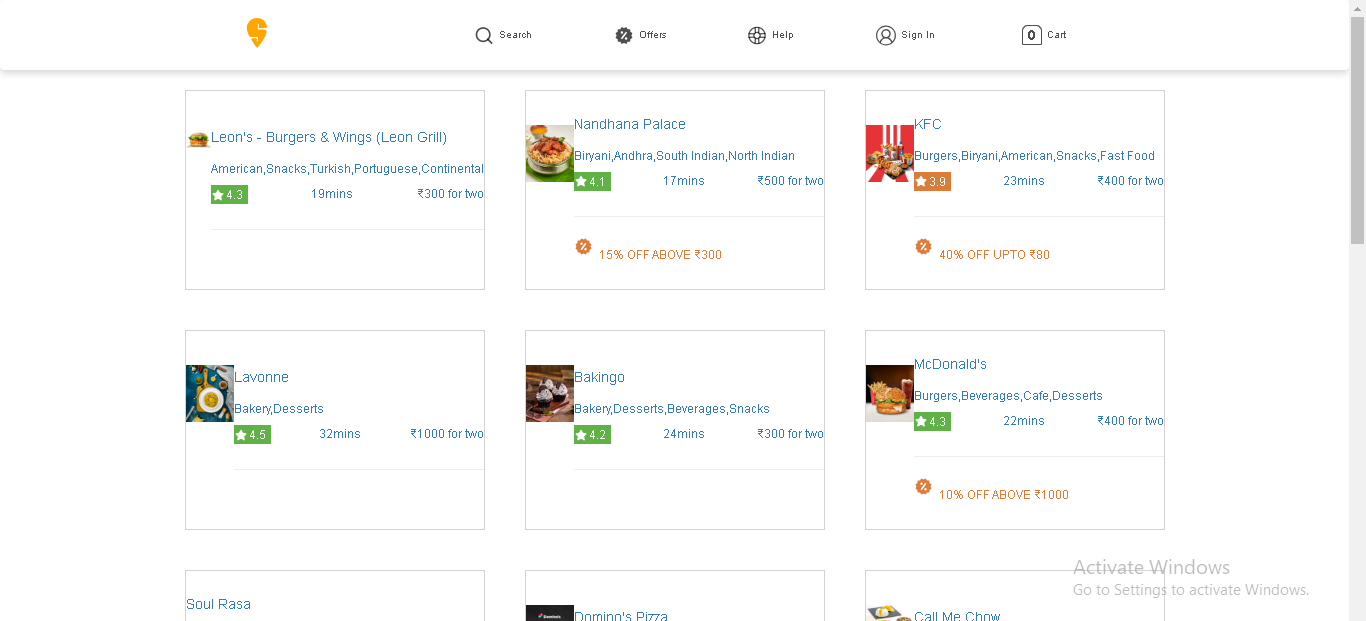 Search
Offers
Help
Sign In
0
Cart
Leon's - Burgers & Wings (Leon Grill)
American,Snacks,Turkish,Portuguese,Continental
4.3 19mins ₹300 for two
Nandhana Palace
Biryani,Andhra,South Indian,North Indian
4.1 17mins ₹500 for two
15% OFF ABOVE ₹300
KFC
Burgers,Biryani,American,Snacks,Fast Food
3.9 23mins ₹400 for two
40% OFF UPTO ₹80
Lavonne
Bakery,Desserts
4.5 32mins ₹1000 for two
Bakingo
Bakery,Desserts,Beverages,Snacks
4.2 24mins ₹300 for two
McDonald's
Burgers,Beverages,Cafe,Desserts
4.3 22mins ₹400 for two
10% OFF ABOVE ₹1000
Soul Rasa
Domino's
Domino's Pizza
Call Me Chow
Activate Windows
Go to Settings to activate Windows.